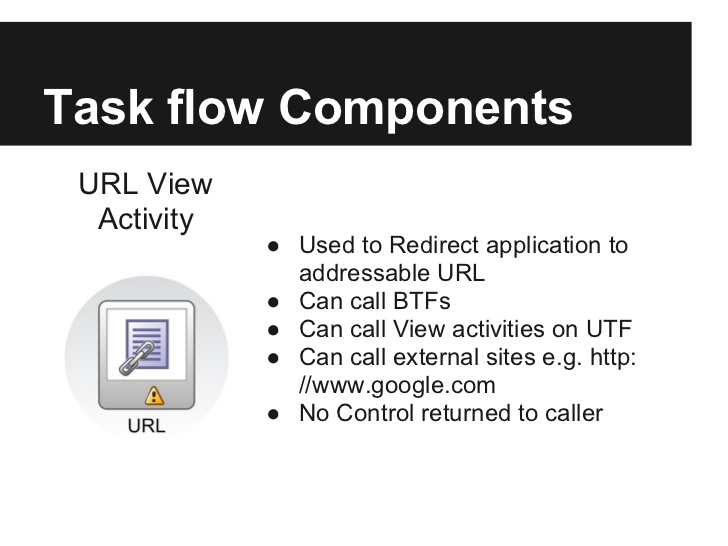 Task flow Components
URL View
Activity
URL
● Used to Redirect application to
addressable URL
● Can call BTFs
● Can call View activities on UTF
● Can call external sites e.g. http:
//www.google.com
● No Control returned to caller